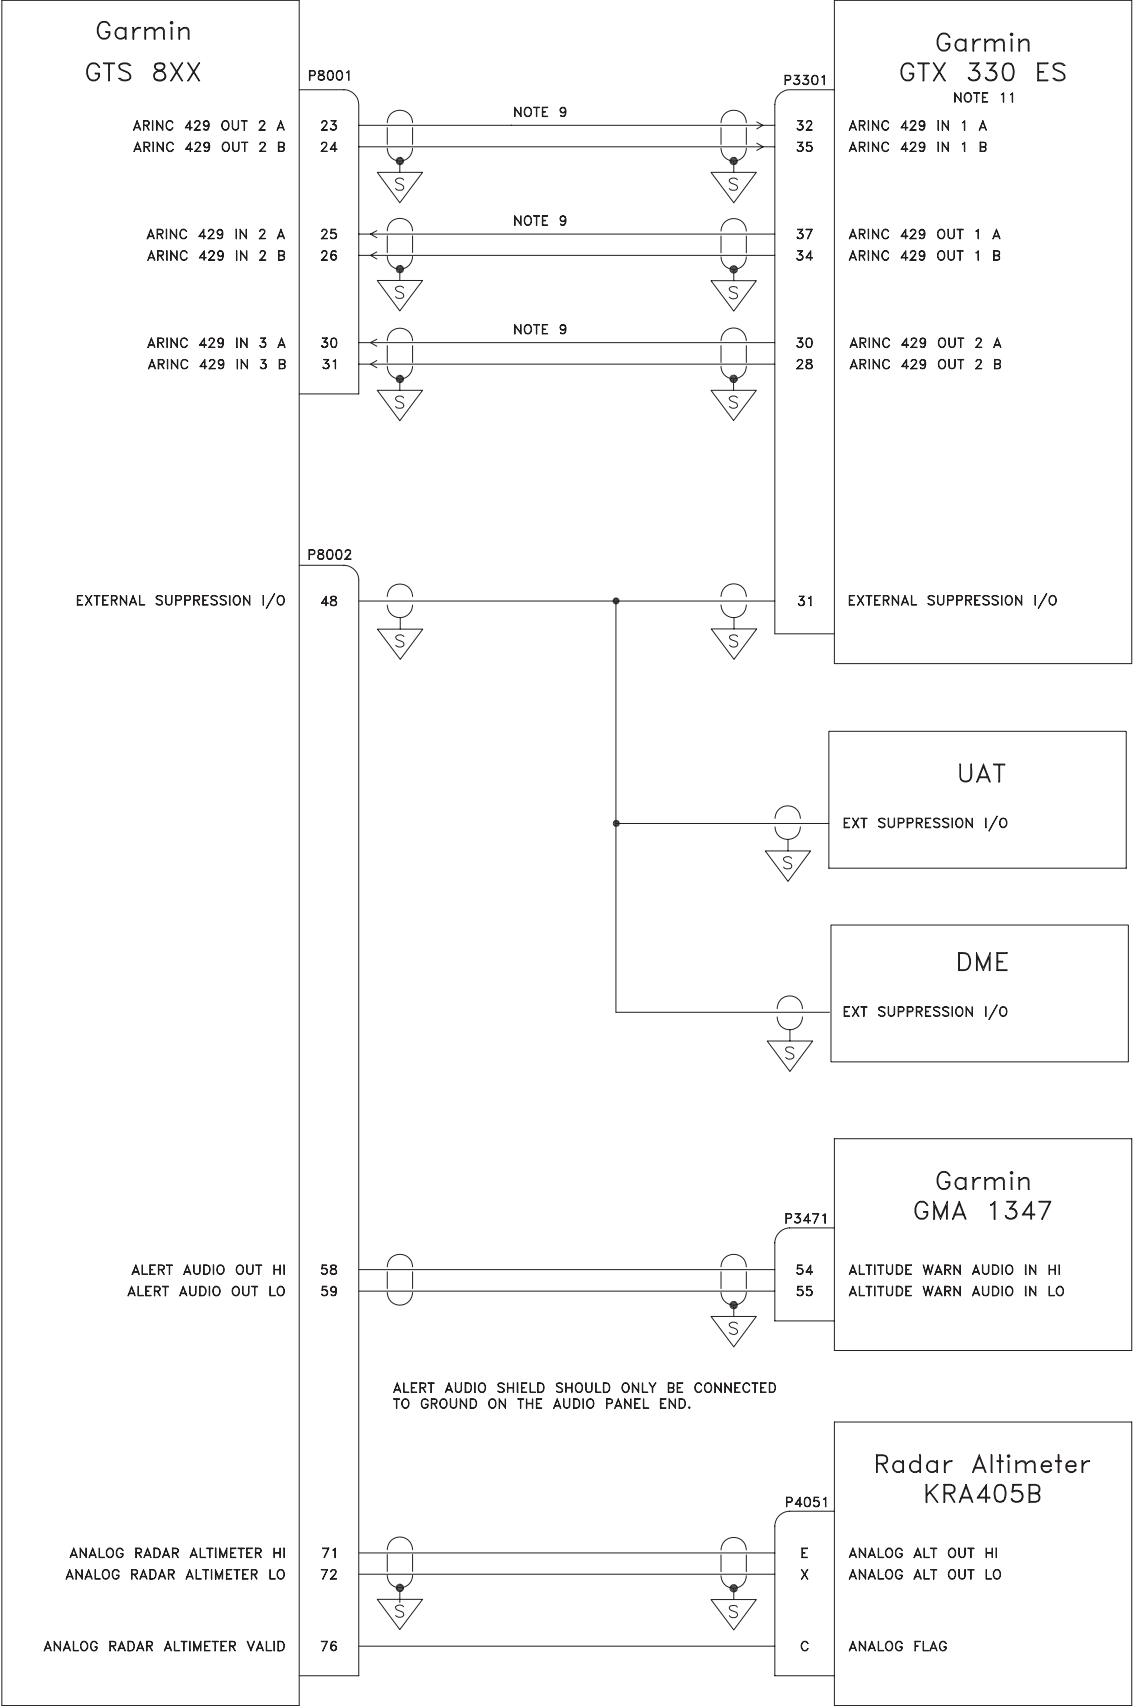 Garmin
GTS 8XX
Garmin
GTX 330 ES
NOTE 11
P8001
P3301
NOTE 9
ARINC 429 OUT 2 A 23 32 ARINC 429 IN 1 A
ARINC 429 OUT 2 B 24 35 ARINC 429 IN 1 B
S S
NOTE 9
ARINC 429 IN 2 A 25 37 ARINC 429 OUT 1 A
ARINC 429 IN 2 B 26 34 ARINC 429 OUT 1 B
S S
NOTE 9
ARINC 429 IN 3 A 30 30 ARINC 429 OUT 2 A
ARINC 429 IN 3 B 31 28 ARINC 429 OUT 2 B
S S
P8002
EXTERNAL SUPPRESSION I/O 48 31 EXTERNAL SUPPRESSION I/O
S S
UAT
EXT SUPPRESSION I/O
S
DME
EXT SUPPRESSION I/O
S
Garmin
GMA 1347
P3471
ALERT AUDIO OUT HI 58 54 ALTITUDE WARN AUDIO IN HI
ALERT AUDIO OUT LO 59 55 ALTITUDE WARN AUDIO IN LO
S
ALERT AUDIO SHIELD SHOULD ONLY BE CONNECTED
TO GROUND ON THE AUDIO PANEL END.
Radar Altimeter
KRA405B
P4051
ANALOG RADAR ALTIMETER HI 71 E ANALOG ALT OUT HI
ANALOG RADAR ALTIMETER LO 72 X ANALOG ALT OUT LO
S S
ANALOG RADAR ALTIMETER VALID 76 C ANALOG FLAG